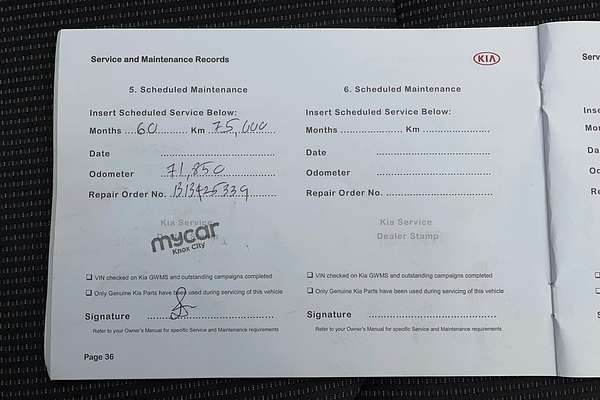 Service and Maintenance Records
KIA
5. Scheduled Maintenance
Insert Scheduled Service Below:
Months ....60........... Km ..75,000........
Date ..............................
Odometer ....71,850..............
Repair Order No. ..............
Kia Service
Dealer Stamp
mycar
Knox City
VIN checked on Kia GWMS and outstanding campaigns completed
Only Genuine Kia Parts have been used during servicing of this vehicle
Signature ..............................
Refer to your Owner's Manual for specific Service and Maintenance requirements
Page 36
6. Scheduled Maintenance
Insert Scheduled Service Below:
Months ...................... Km ......................
Date ..............................
Odometer ..............................
Repair Order No. ..............................
Kia Service
Dealer Stamp
VIN checked on Kia GWMS and outstanding campaigns completed
Only Genuine Kia Parts have been used during servicing of this vehicle
Signature ..............................
Refer to your Owner's Manual for specific Service and Maintenance requirements